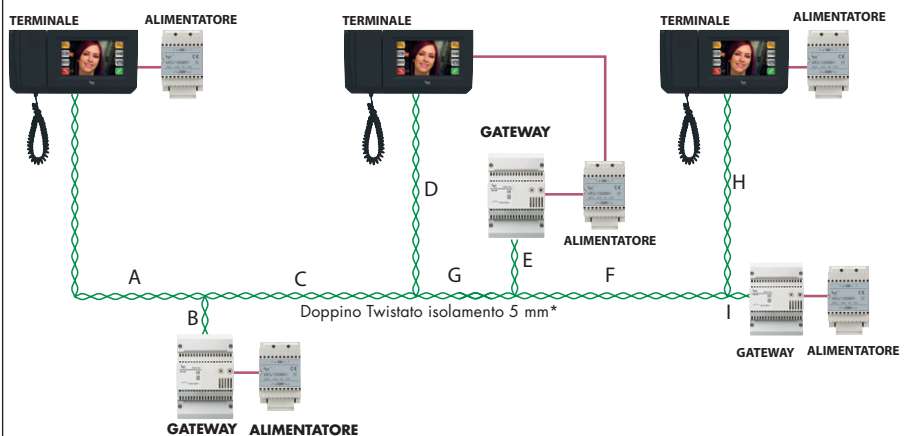 TERMINALE
ALIMENTATORE
TERMINALE
TERMINALE
ALIMENTATORE
GATEWAY
D
H
ALIMENTATORE
E
A
C
G
F
Doppino Twistato isolamento 5 mm*
B
I
GATEWAY
ALIMENTATORE
GATEWAY
ALIMENTATORE